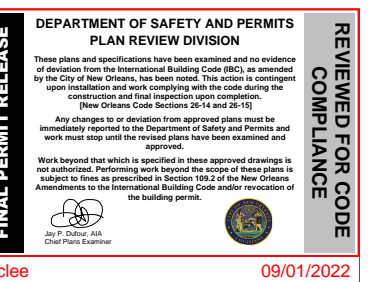 FINAL PERMIT RELEASE
DEPARTMENT OF SAFETY AND PERMITS
PLAN REVIEW DIVISION
These plans and specifications have been examined and no evidence
of deviation from the International Building Code (IBC), as amended
by the City of New Orleans, has been noted. This action is contingent
upon installation and work complying with the code during the
construction and final inspection upon completion.
[New Orleans Code Sections 26-14 and 26-15]
Any changes to or deviation from approved plans must be
immediately reported to the Department of Safety and Permits and
work must stop until the revised plans have been examined and
approved.
Work beyond that which is specified in these approved drawings is
not authorized. Performing work beyond the scope of these plans is
subject to fines as prescribed in Section 109.2 of the New Orleans
Amendments to the International Building Code and/or revocation of
the building permit.
Jay P. Dufour, AIA
Chief Plans Examiner
REVIEWED FOR CODE
COMPLIANCE
clee
09/01/2022